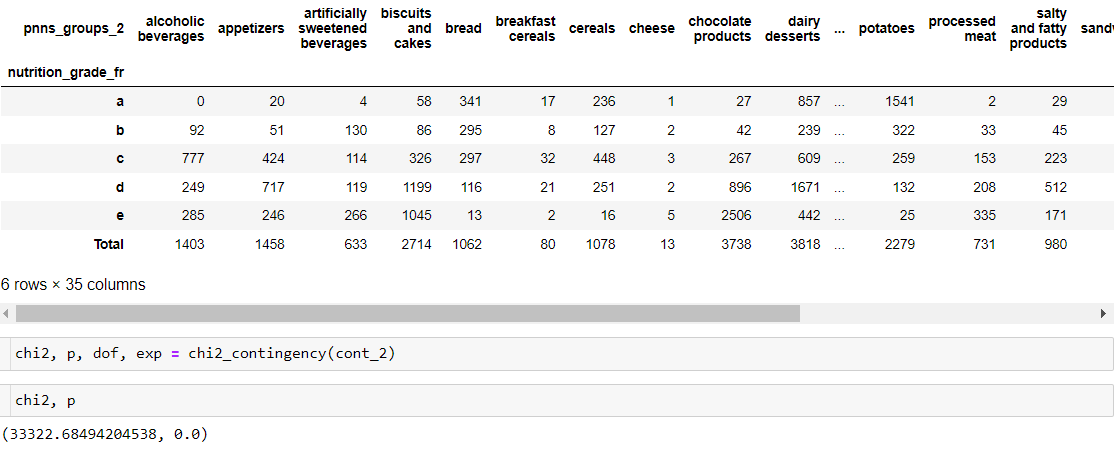 pnns_groups_2 alcoholic beverages appetizers artificially sweetened beverages biscuits and cakes bread breakfast cereals cereals cheese chocolate products dairy desserts ... potatoes processed meat salty and fatty products
nutrition_grade_fr
a 0 20 4 58 341 17 236 1 27 857 ... 1541 2 29
b 92 51 130 86 295 8 127 2 42 239 ... 322 33 45
c 777 424 114 326 297 32 448 3 267 609 ... 259 153 223
d 249 717 119 1199 116 21 251 2 896 1671 ... 132 208 512
e 285 246 266 1045 13 2 16 5 2506 442 ... 25 335 171
Total 1403 1458 633 2714 1062 80 1078 13 3738 3818 ... 2279 731 980
6 rows × 35 columns
chi2, p, dof, exp = chi2_contingency(cont_2)
chi2, p
(33322.68494204538, 0.0)